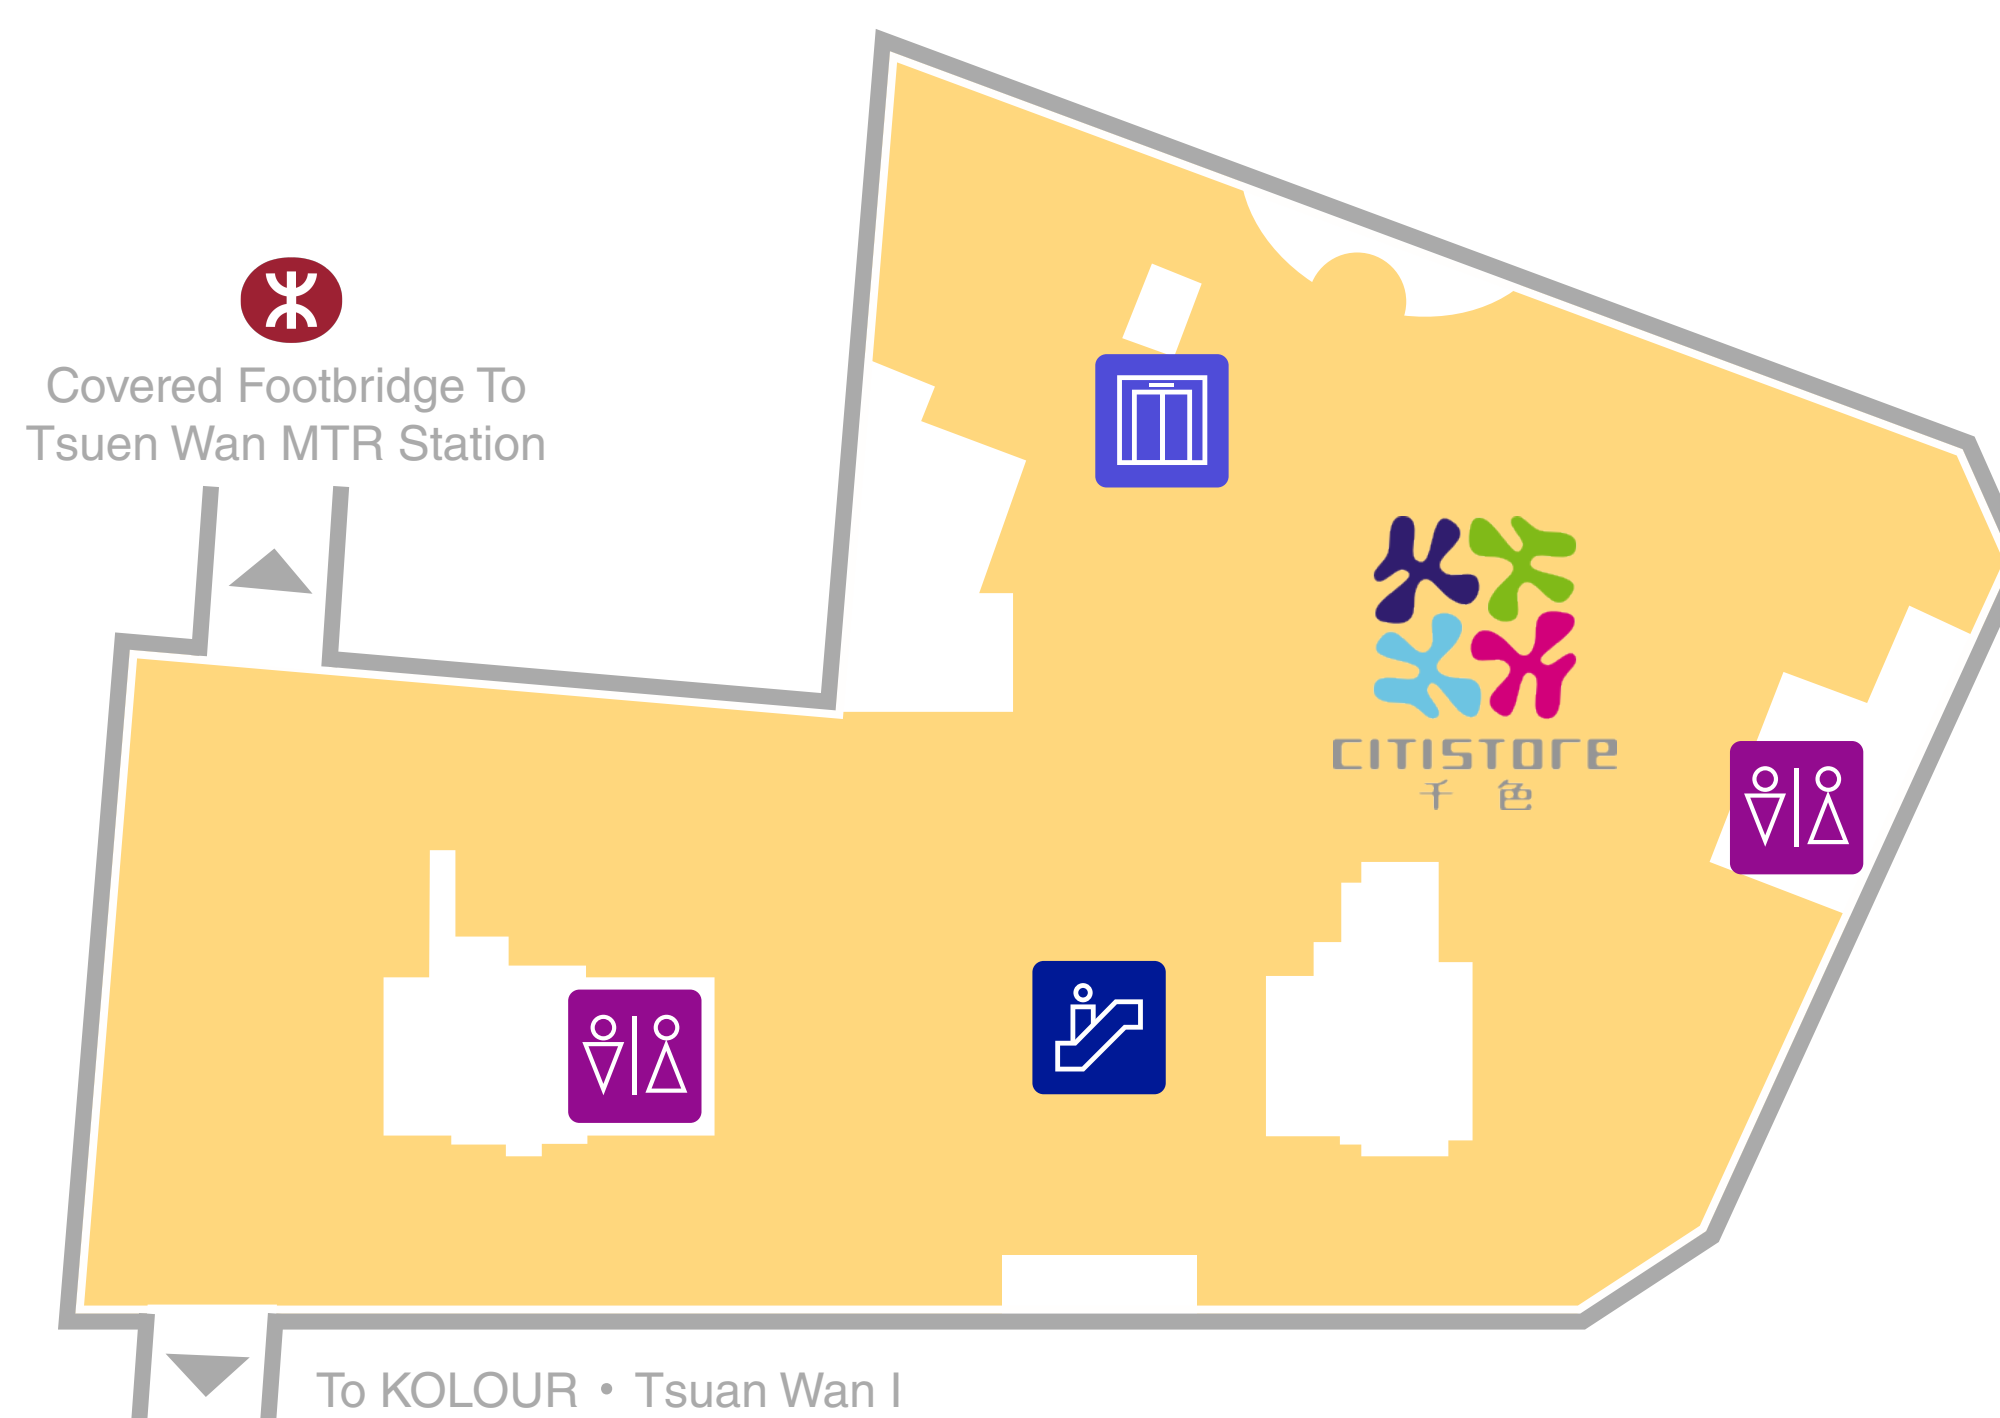 Covered Footbridge To
Tsuen Wan MTR Station
CITISTORE
千色
To KOLOUR • Tsuan Wan I